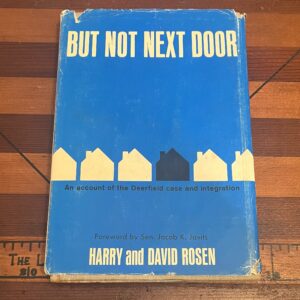 BUT NOT NEXT DOOR
An account of the Deerfield case and integration
Foreword by Sen. Jacob K. Javits
HARRY and DAVID ROSEN
The L